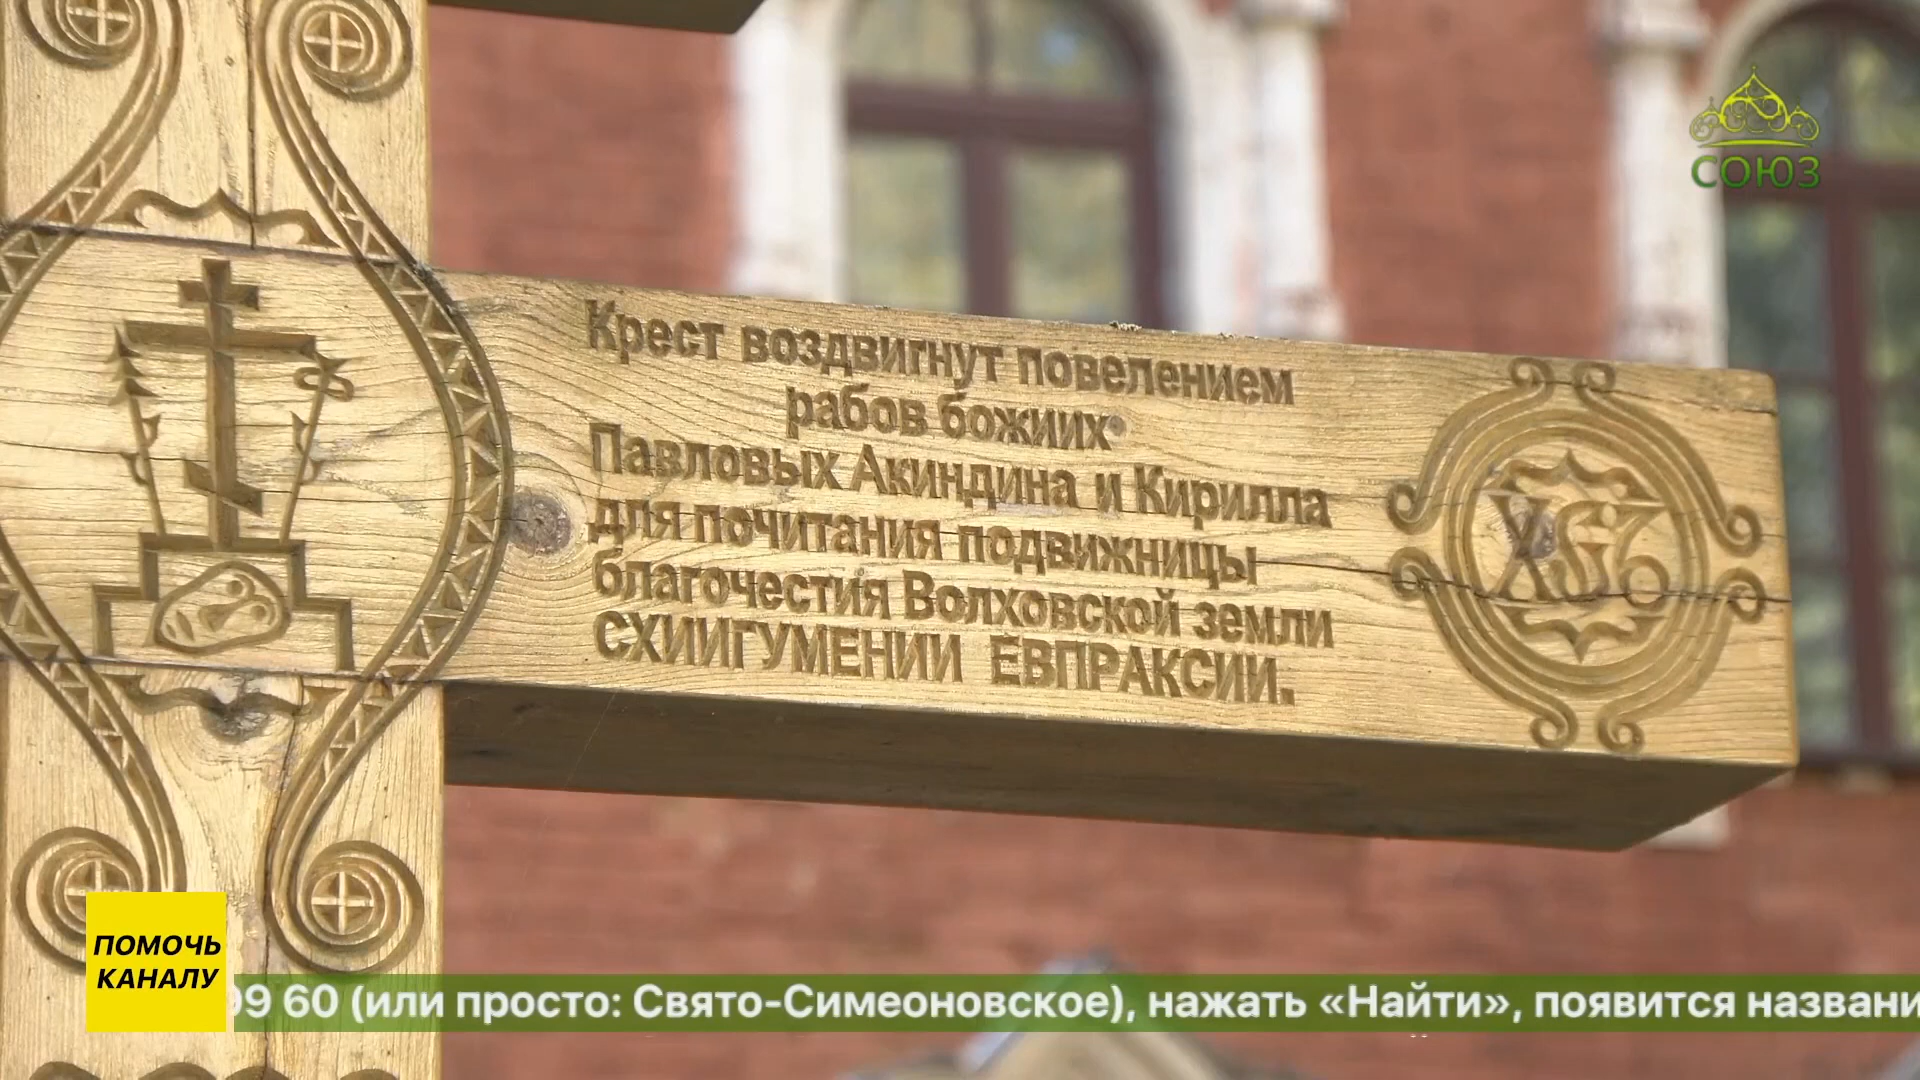 СОЮЗ
Крест воздвигнут повелением
рабов божиих
Павловых Акиндина и Кирилла
для почитания подвижницы
благочестия Волховской земли
СХИИГУМЕНИИ ЕВПРАКСИИ.
ПОМОЧЬ
КАНАЛУ
99 60 (или просто: Свято-Симеоновское), нажать «Найти», появится названи